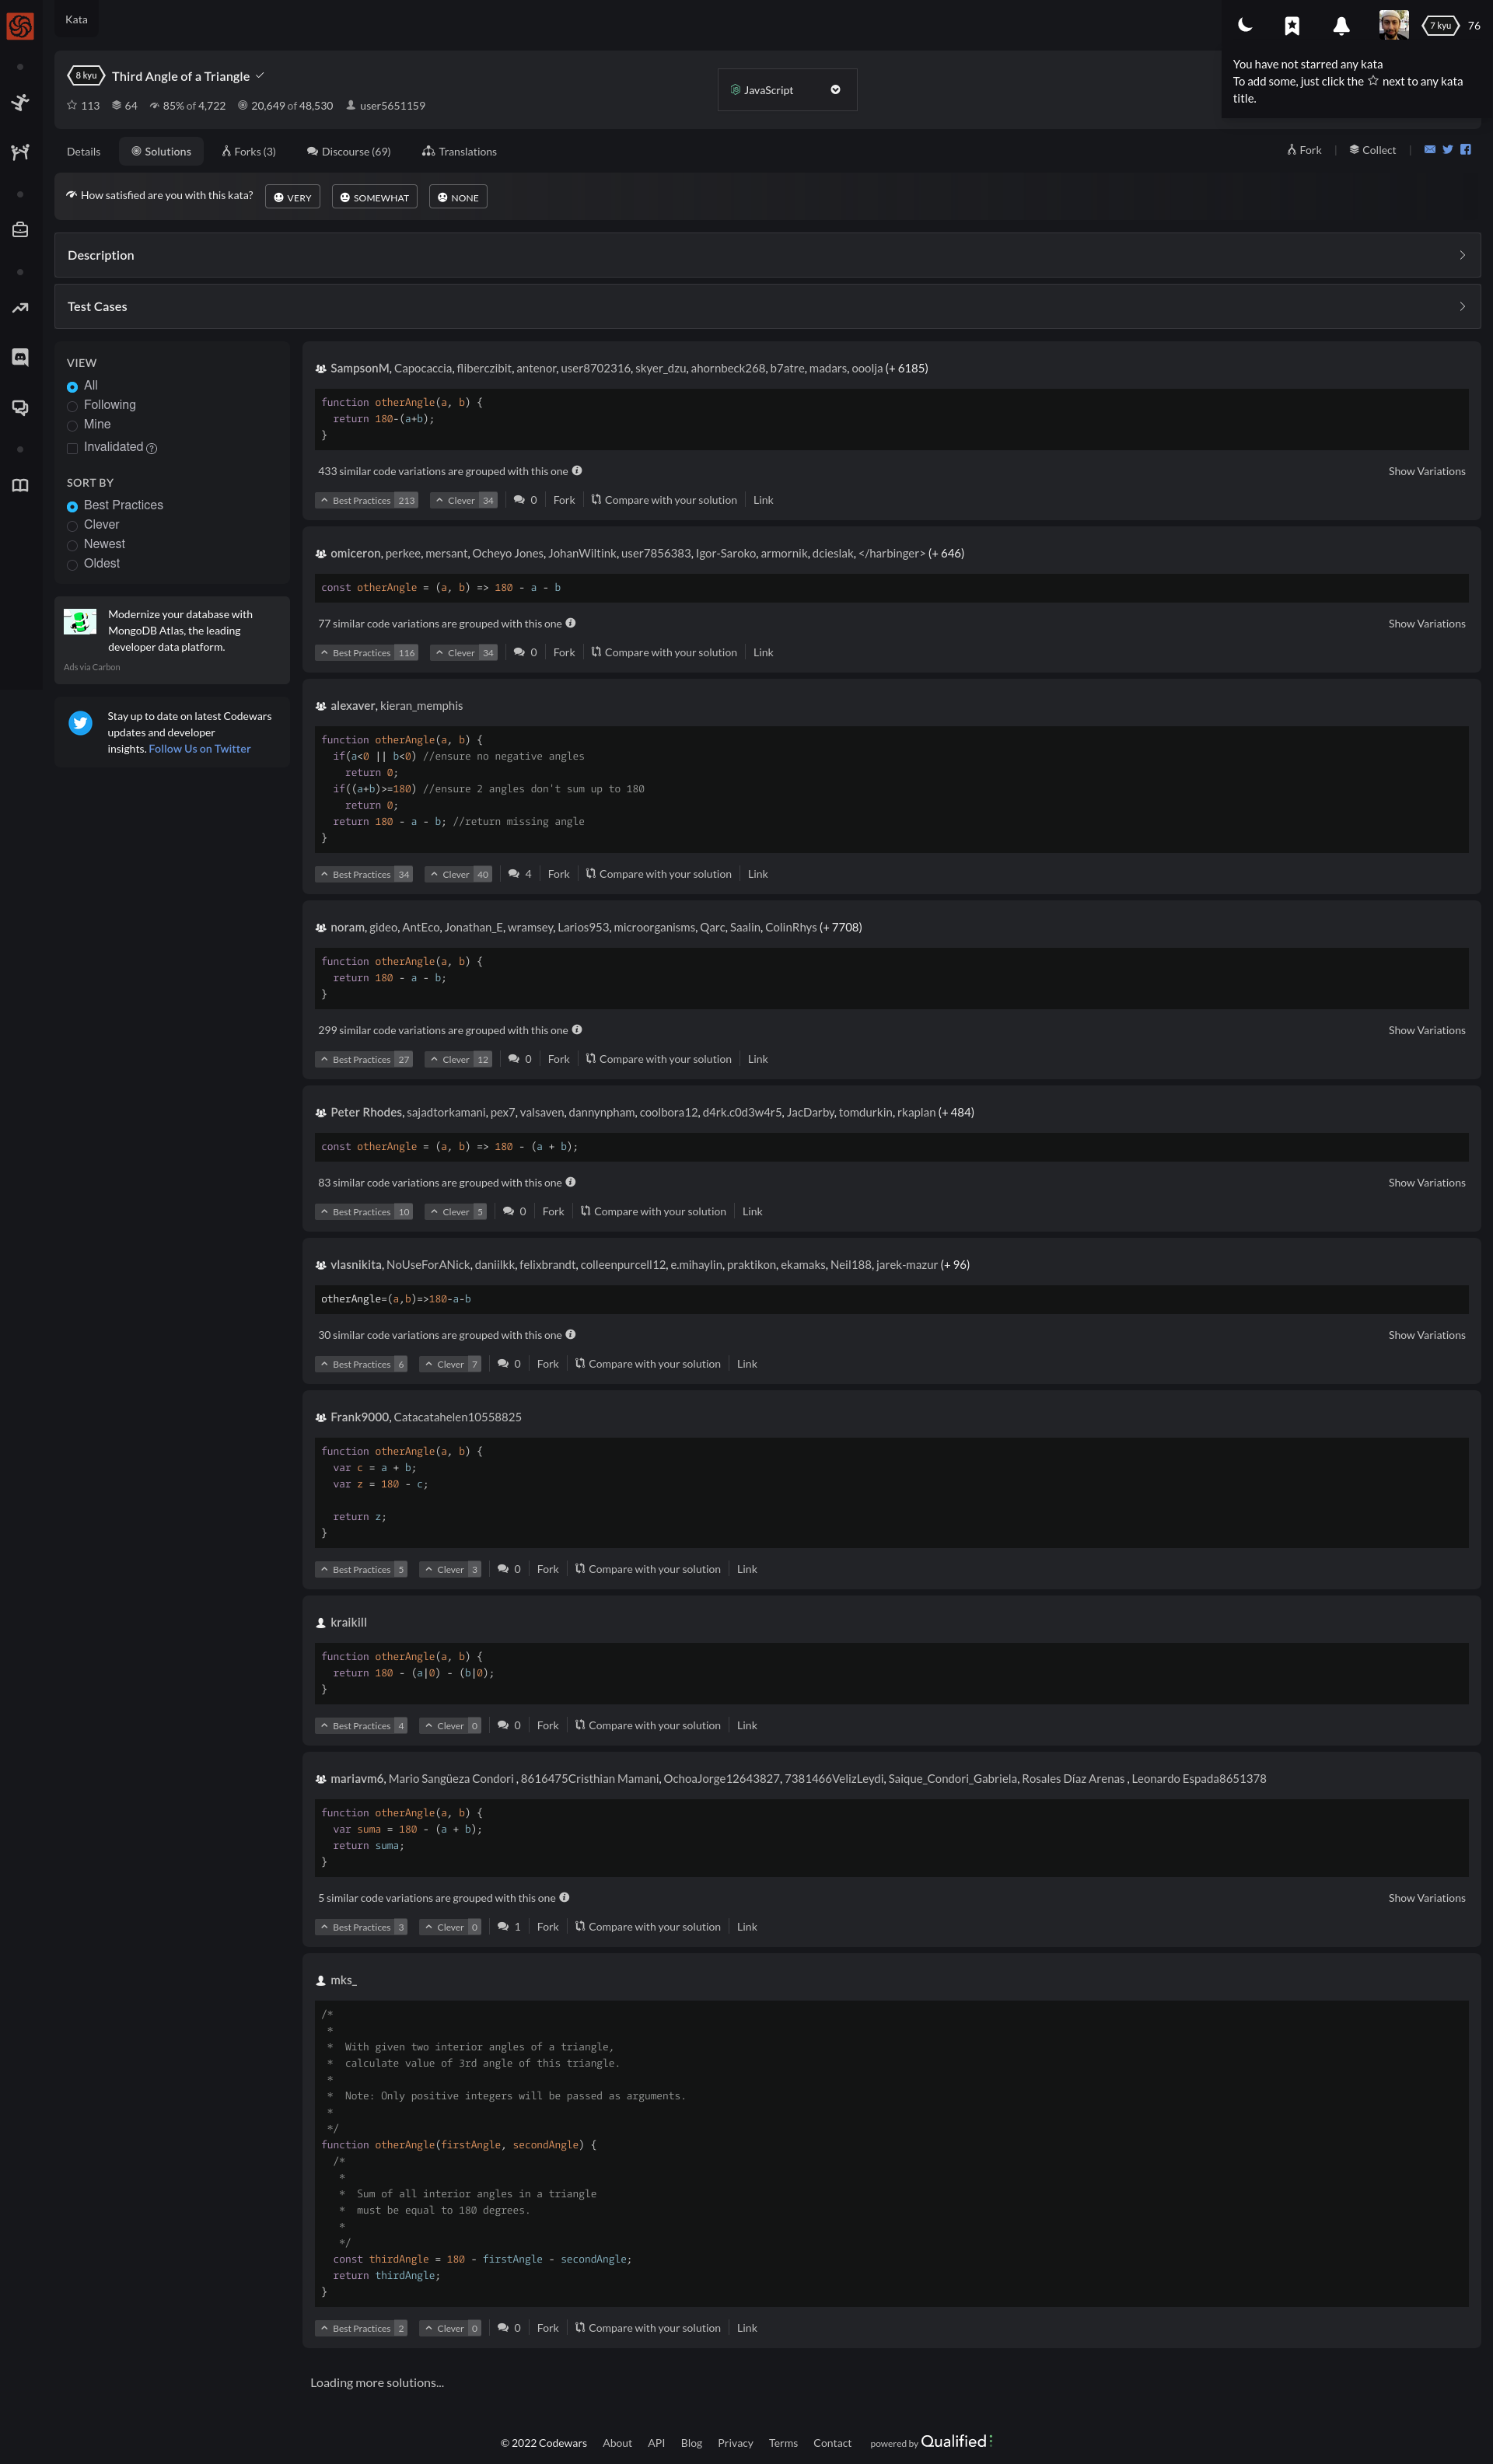 Kata
7 kyu 76
You have not starred any kata
To add some, just click the ☆ next to any kata
title.
8 kyu Third Angle of a Triangle
113 64 85% of 4,722 20,649 of 48,530 user5651159
JavaScript
Details Solutions Forks (3) Discourse (69) Translations
Fork | Collect |
How satisfied are you with this kata? VERY SOMEWHAT NONE
Description
Test Cases
VIEW
All
Following
Mine
Invalidated ?
SORT BY
Best Practices
Clever
Newest
Oldest
Modernize your database with
MongoDB Atlas, the leading
developer data platform.
Ads via Carbon
Stay up to date on latest Codewars
updates and developer
insights. Follow Us on Twitter
SampsonM, Capocaccia, fliberczibit, antenor, user8702316, skyer_dzu, ahornbeck268, b7atre, madars, ooolja (+ 6185)
function otherAngle(a, b) {
  return 180-(a+b);
}
433 similar code variations are grouped with this one Show Variations
Best Practices 213 Clever 34 0 Fork Compare with your solution Link
omiceron, perkee, mersant, Ocheyo Jones, JohanWiltink, user7856383, Igor-Saroko, armornik, dcieslak, </harbinger> (+ 646)
const otherAngle = (a, b) => 180 - a - b
77 similar code variations are grouped with this one Show Variations
Best Practices 116 Clever 34 0 Fork Compare with your solution Link
alexaver, kieran_memphis
function otherAngle(a, b) {
  if(a<0 || b<0) //ensure no negative angles
    return 0;
  if((a+b)>=180) //ensure 2 angles don't sum up to 180
    return 0;
  return 180 - a - b; //return missing angle
}
Best Practices 34 Clever 40 4 Fork Compare with your solution Link
noram, gideo, AntEco, Jonathan_E, wramsey, Larios953, microorganisms, Qarc, Saalin, ColinRhys (+ 7708)
function otherAngle(a, b) {
  return 180 - a - b;
}
299 similar code variations are grouped with this one Show Variations
Best Practices 27 Clever 12 0 Fork Compare with your solution Link
Peter Rhodes, sajadtorkamani, pex7, valsaven, dannynpham, coolbora12, d4rk.c0d3w4r5, JacDarby, tomdurkin, rkaplan (+ 484)
const otherAngle = (a, b) => 180 - (a + b);
83 similar code variations are grouped with this one Show Variations
Best Practices 10 Clever 5 0 Fork Compare with your solution Link
vlasnikita, NoUseForANick, daniilkk, felixbrandt, colleenpurcell12, e.mihaylin, praktikon, ekamaks, Neil188, jarek-mazur (+ 96)
otherAngle=(a,b)=>180-a-b
30 similar code variations are grouped with this one Show Variations
Best Practices 6 Clever 7 0 Fork Compare with your solution Link
Frank9000, Catacatahelen10558825
function otherAngle(a, b) {
  var c = a + b;
  var z = 180 - c;
  return z;
}
Best Practices 5 Clever 3 0 Fork Compare with your solution Link
kraikill
function otherAngle(a, b) {
  return 180 - (a|0) - (b|0);
}
Best Practices 4 Clever 0 0 Fork Compare with your solution Link
mariavm6, Mario Sangüeza Condori , 8616475Cristhian Mamani, OchoaJorge12643827, 7381466VelizLeydi, Saique_Condori_Gabriela, Rosales Díaz Arenas , Leonardo Espada8651378
function otherAngle(a, b) {
  var suma = 180 - (a + b);
  return suma;
}
5 similar code variations are grouped with this one Show Variations
Best Practices 3 Clever 0 1 Fork Compare with your solution Link
mks_
/*
 *
 *  With given two interior angles of a triangle,
 *  calculate value of 3rd angle of this triangle.
 *
 *  Note: Only positive integers will be passed as arguments.
 *
 */
function otherAngle(firstAngle, secondAngle) {
  /*
   *
   *  Sum of all interior angles in a triangle
   *  must be equal to 180 degrees.
   *
   */
  const thirdAngle = 180 - firstAngle - secondAngle;
  return thirdAngle;
}
Best Practices 2 Clever 0 0 Fork Compare with your solution Link
Loading more solutions...
© 2022 Codewars About API Blog Privacy Terms Contact powered by Qualified